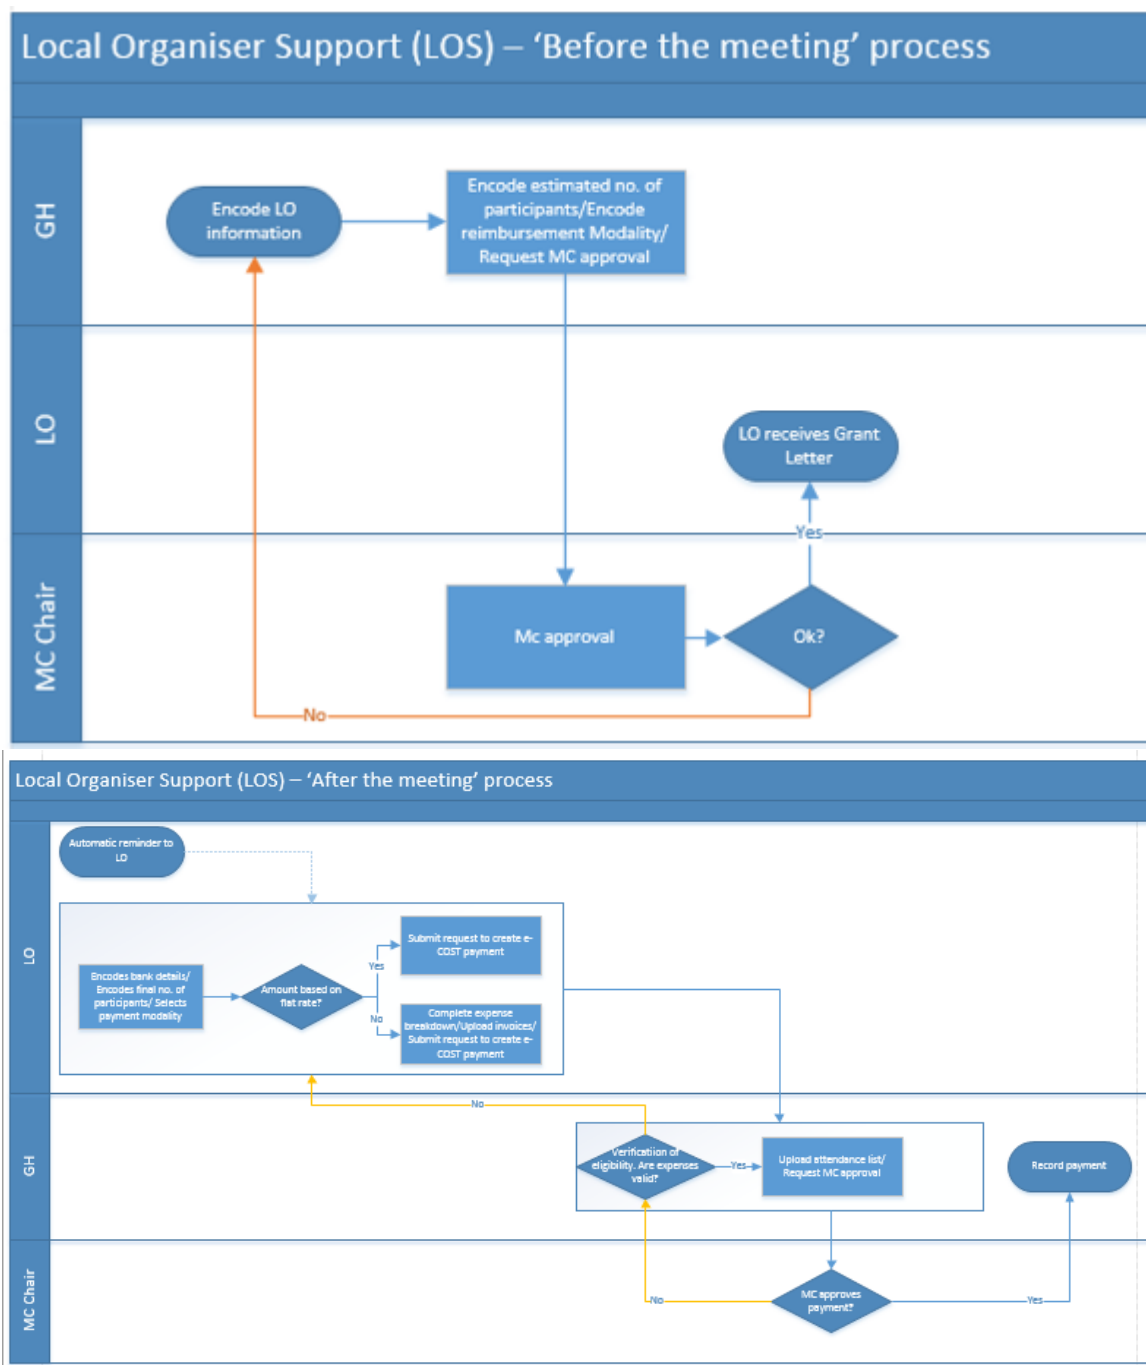 Local Organiser Support (LOS) – ‘Before the meeting’ process
GH
Encode LO
information
Encode estimated no. of
participants/Encode
reimbursement Modality/
Request MC approval
LO
LO receives Grant
Letter
Yes
MC Chair
Mc approval
Ok?
No
Local Organiser Support (LOS) – ‘After the meeting’ process
LO
Automatic reminder to
LO
Encodes bank details/
Encodes final no. of
participants/ Selects
payment modality
Amount based on
flat rate?
Yes
Submit request to create e-
COST payment
No
Complete expense
breakdown/Upload invoices/
Submit request to create e-
COST payment
No
GH
Verificatiion of
eligibility. Are expenses
valid?
Yes
Upload attendance list/
Request MC approval
Record payment
MC Chair
No
MC approves
payment?
Yes